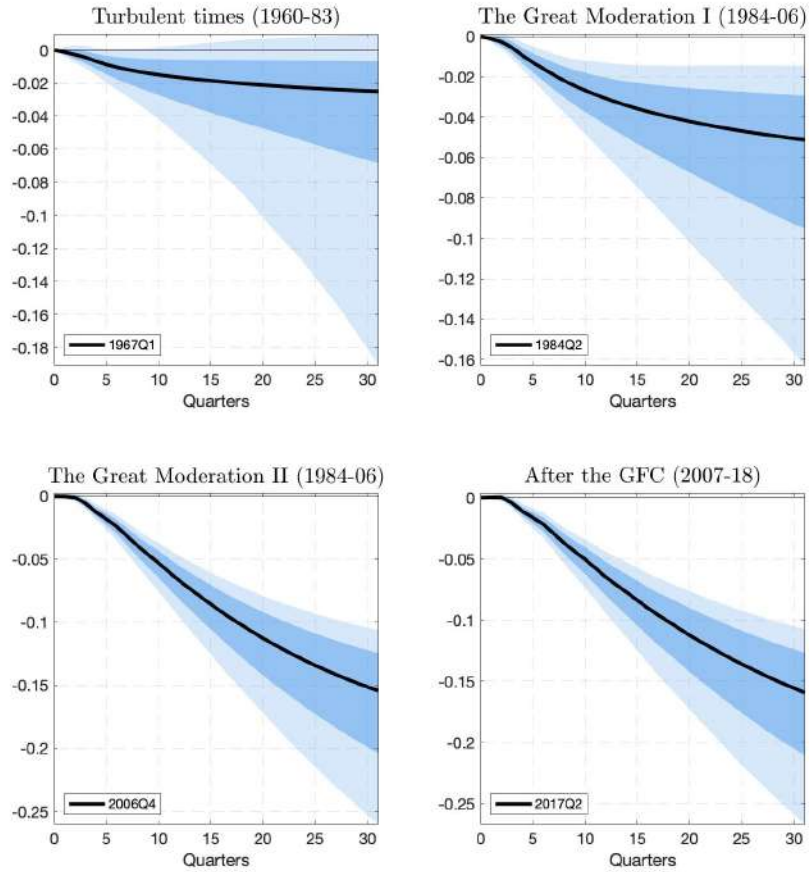 Turbulent times (1960-83)
0
-0.02
-0.04
-0.06
-0.08
-0.1
-0.12
-0.14
-0.16
-0.18
1967Q1
0 5 10 15 20 25 30
Quarters
The Great Moderation I (1984-06)
0
-0.02
-0.04
-0.06
-0.08
-0.1
-0.12
-0.14
-0.16
1984Q2
0 5 10 15 20 25 30
Quarters
The Great Moderation II (1984-06)
0
-0.05
-0.1
-0.15
-0.2
-0.25
2006Q4
0 5 10 15 20 25 30
Quarters
After the GFC (2007-18)
0
-0.05
-0.1
-0.15
-0.2
-0.25
2017Q2
0 5 10 15 20 25 30
Quarters